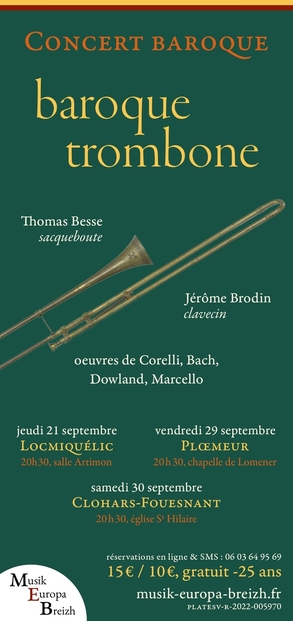 Concert baroque
baroque
trombone
Thomas Besse
sacqueboute
Jérôme Brodin
clavecin
oeuvres de Corelli, Bach,
Dowland, Marcello
jeudi 21 septembre
Locmiquélic
20h30, salle Artimon
vendredi 29 septembre
Plœmeur
20h30, chapelle de Lomener
samedi 30 septembre
Clohars-Fouesnant
20h30, église St Hilaire
réservations en ligne & SMS : 06 03 64 95 69
15 € / 10 €, gratuit -25 ans
musik-europa-breizh.fr
PLATESV-R-2022-005970
Musik
Europa
Breizh